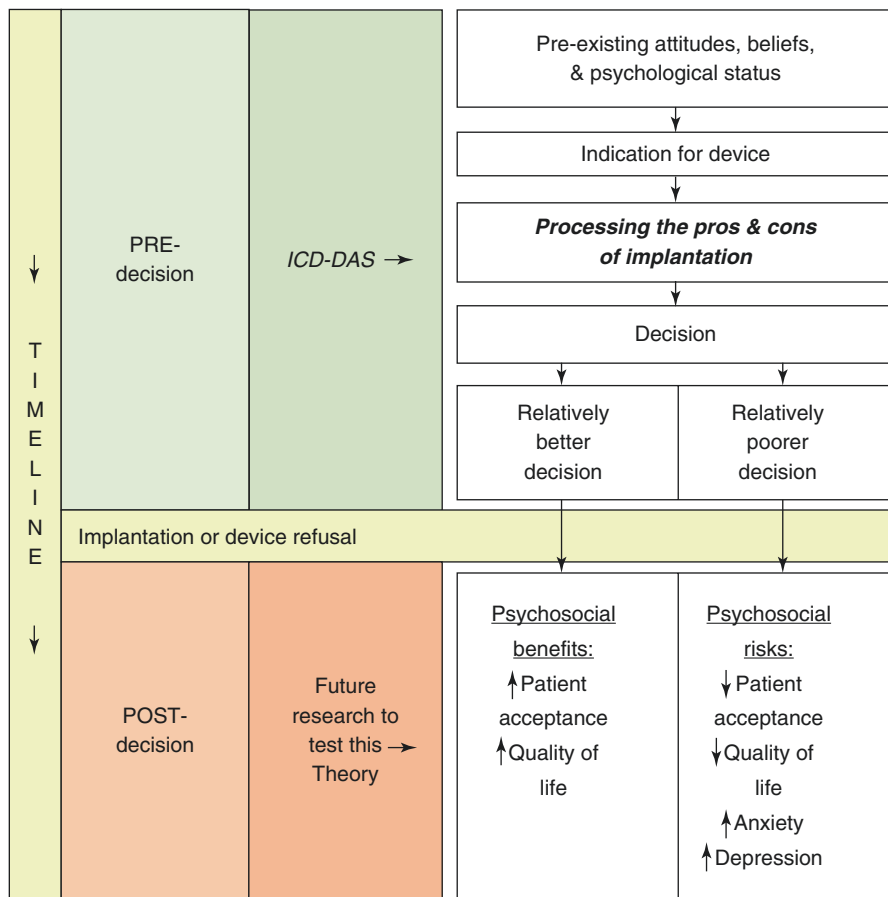 TIMELINE
PRE-
decision
ICD-DAS
Pre-existing attitudes, beliefs,
& psychological status
Indication for device
Processing the pros & cons
of implantation
Decision
Relatively
better
decision
Relatively
poorer
decision
Implantation or device refusal
POST-
decision
Future
research to
test this
Theory
Psychosocial
benefits:
↑Patient
acceptance
↑Quality of
life
Psychosocial
risks:
↓Patient
acceptance
↓Quality of
life
↑Anxiety
↑Depression